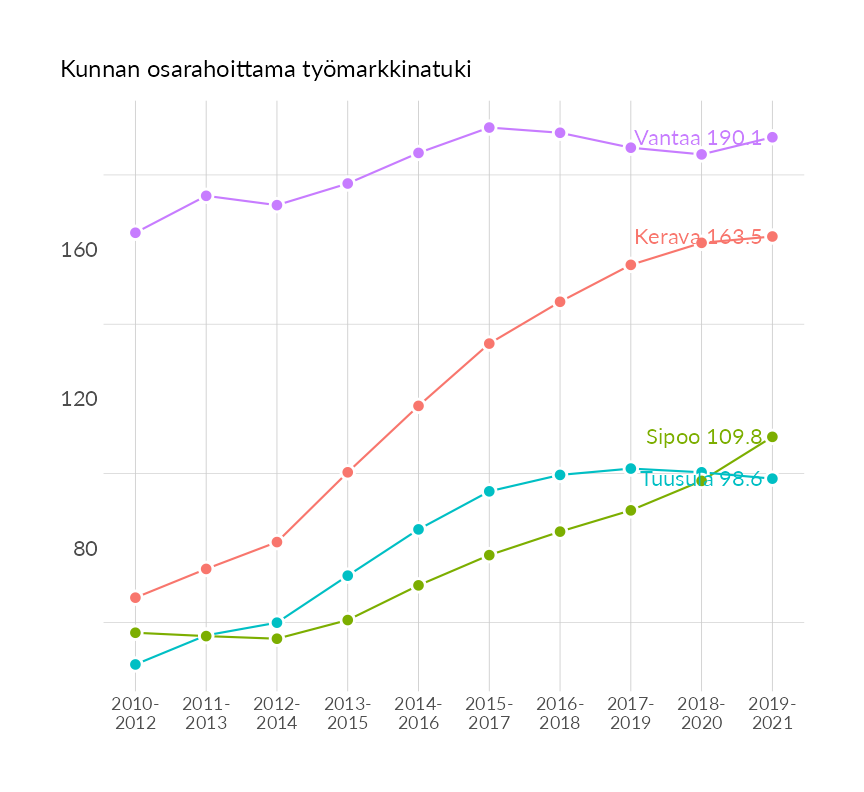 Kunnan osarahoittama työmarkkinatuki
Vantaa 190.1
160
Kerava 163.5
120
Sipoo 109.8
Tuusula 98.6
80
2010- 2011- 2012- 2013- 2014- 2015- 2016- 2017- 2018- 2019-
2012 2013 2014 2015 2016 2017 2018 2019 2020 2021